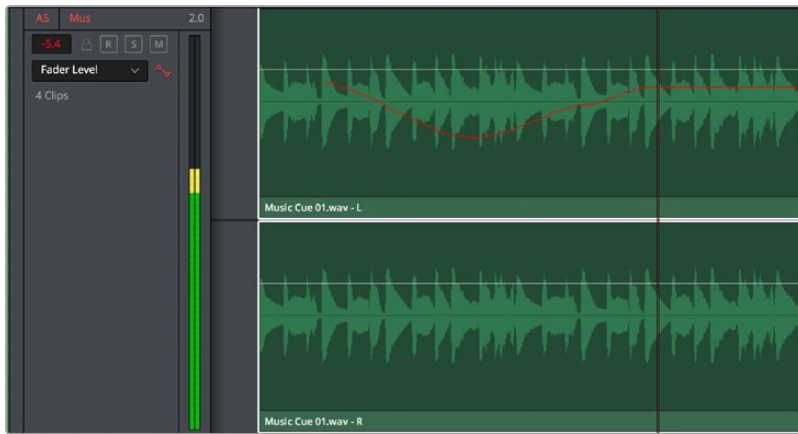 A5 Mus 2.0
-5.4 R S M
Fader Level
4 Clips
Music Cue 01.wav - L
Music Cue 01.wav - R